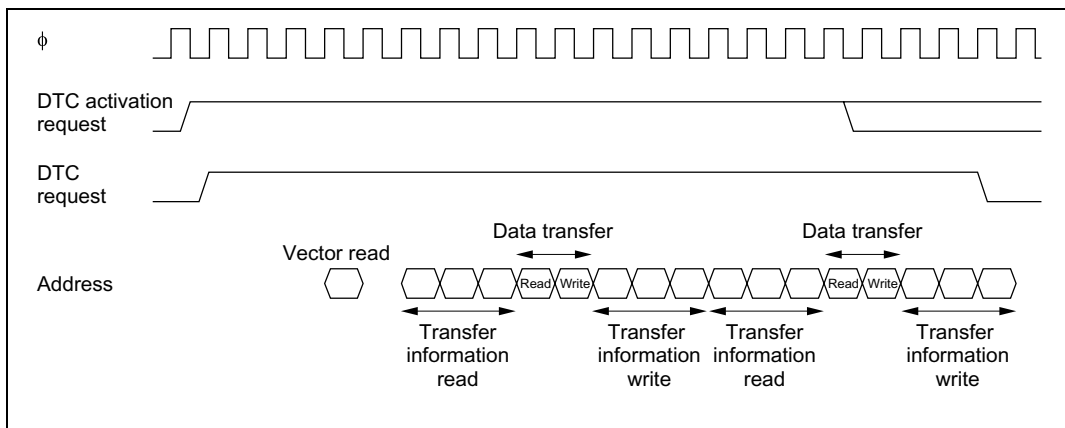 ϕ
DTC activation
request
DTC
request
Data transfer
Data transfer
Vector read
Address
Read
Write
Read
Write
Transfer
information
read
Transfer
information
write
Transfer
information
read
Transfer
information
write